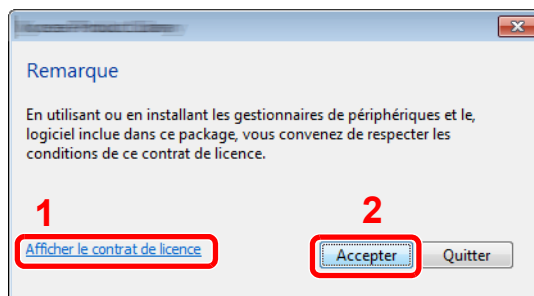 Remarque
En utilisant ou en installant les gestionnaires de périphériques et le,
logiciel inclue dans ce package, vous convenez de respecter les
conditions de ce contrat de licence.
1
2
Afficher le contrat de licence
Accepter
Quitter